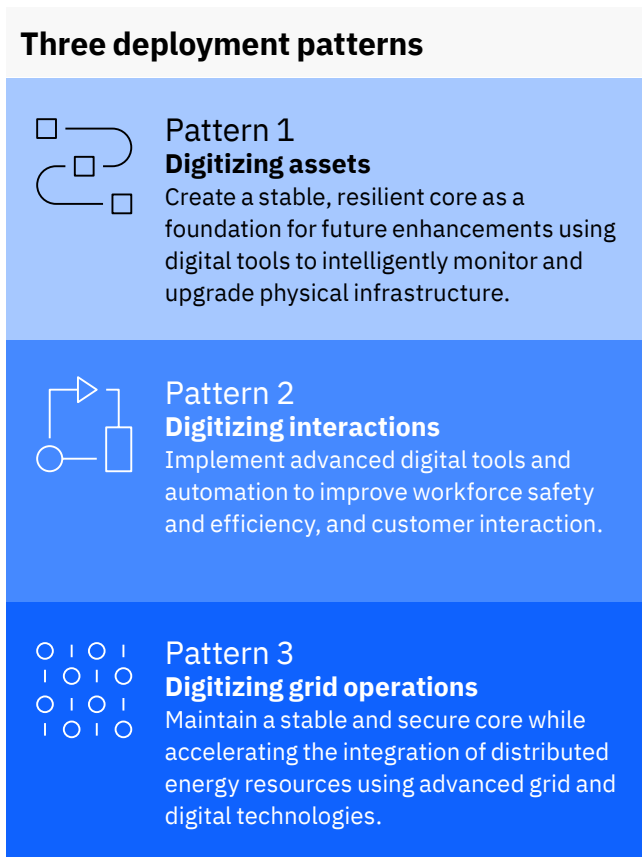 Three deployment patterns
Pattern 1
Digitizing assets
Create a stable, resilient core as a
foundation for future enhancements using
digital tools to intelligently monitor and
upgrade physical infrastructure.
Pattern 2
Digitizing interactions
Implement advanced digital tools and
automation to improve workforce safety
and efficiency, and customer interaction.
Pattern 3
Digitizing grid operations
Maintain a stable and secure core while
accelerating the integration of distributed
energy resources using advanced grid and
digital technologies.